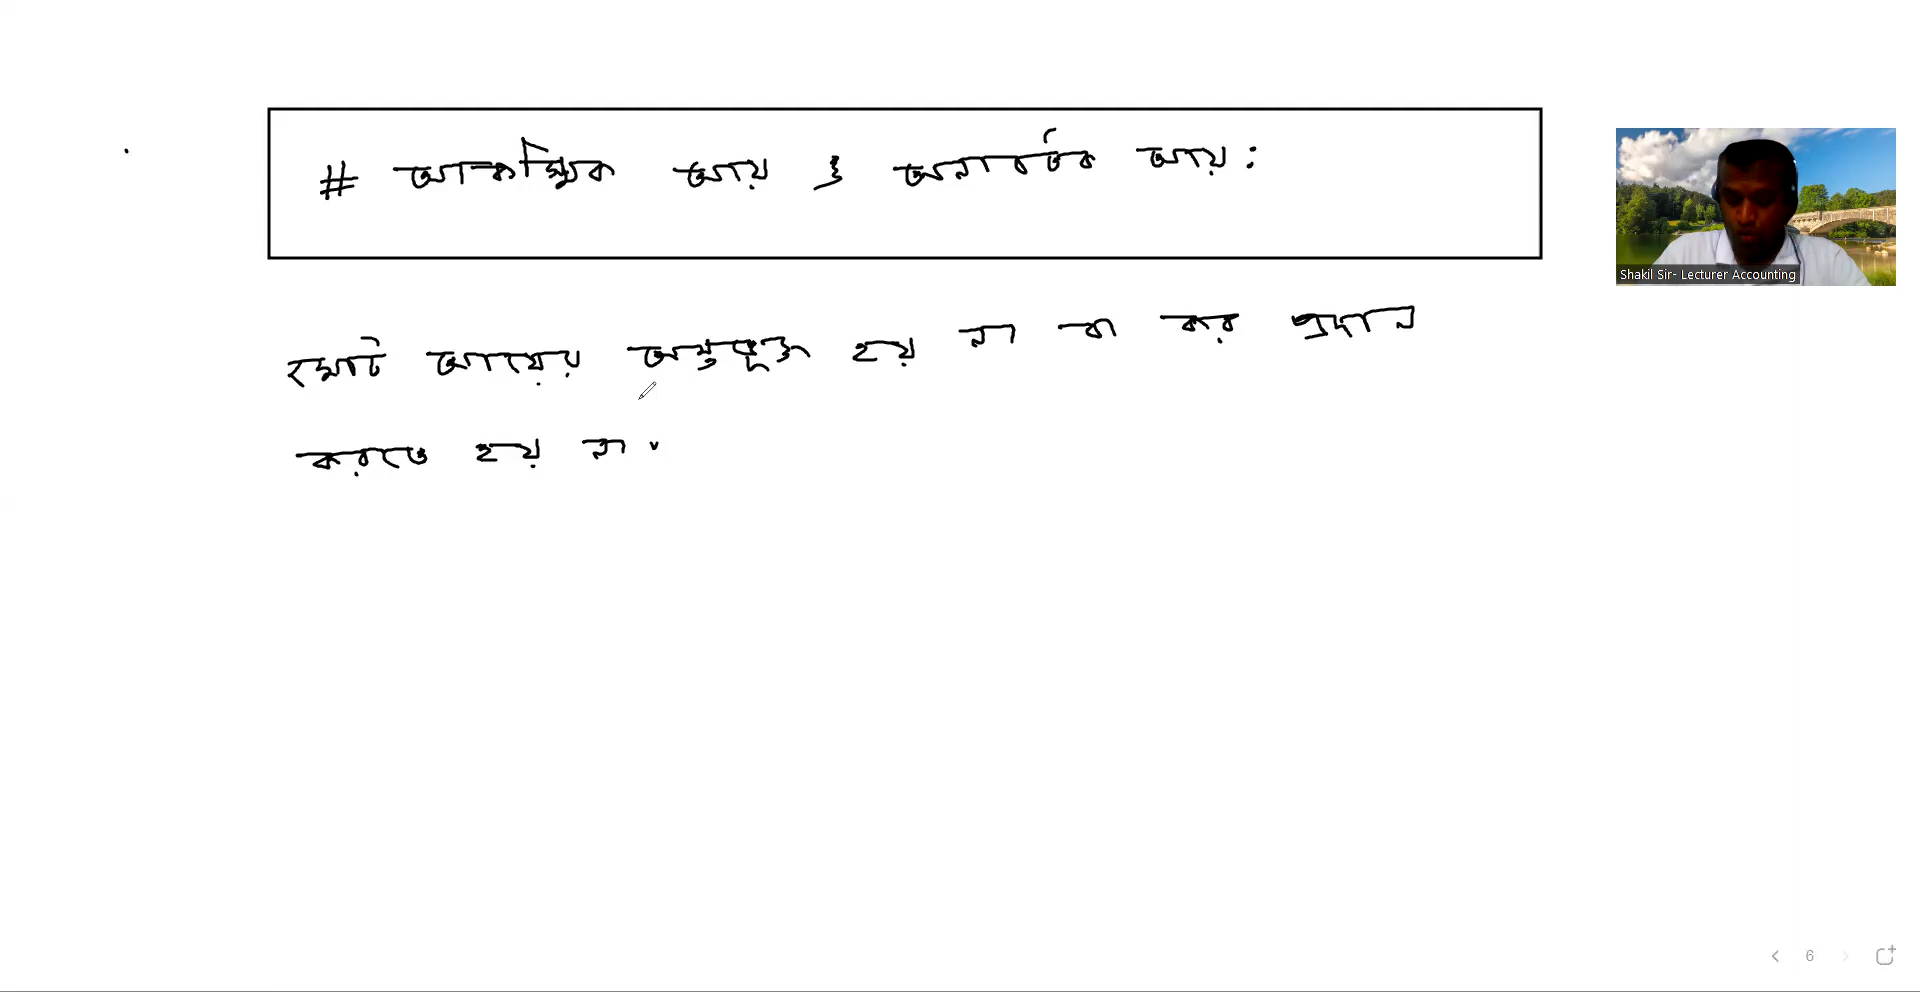 # আকস্মিক আয় ও অনাবর্তক আয়:
মোট আয়ের অন্তর্ভুক্ত হয় না বা কর প্রদান
করতে হয় না।
Shakil Sir- Lecturer Accounting
6